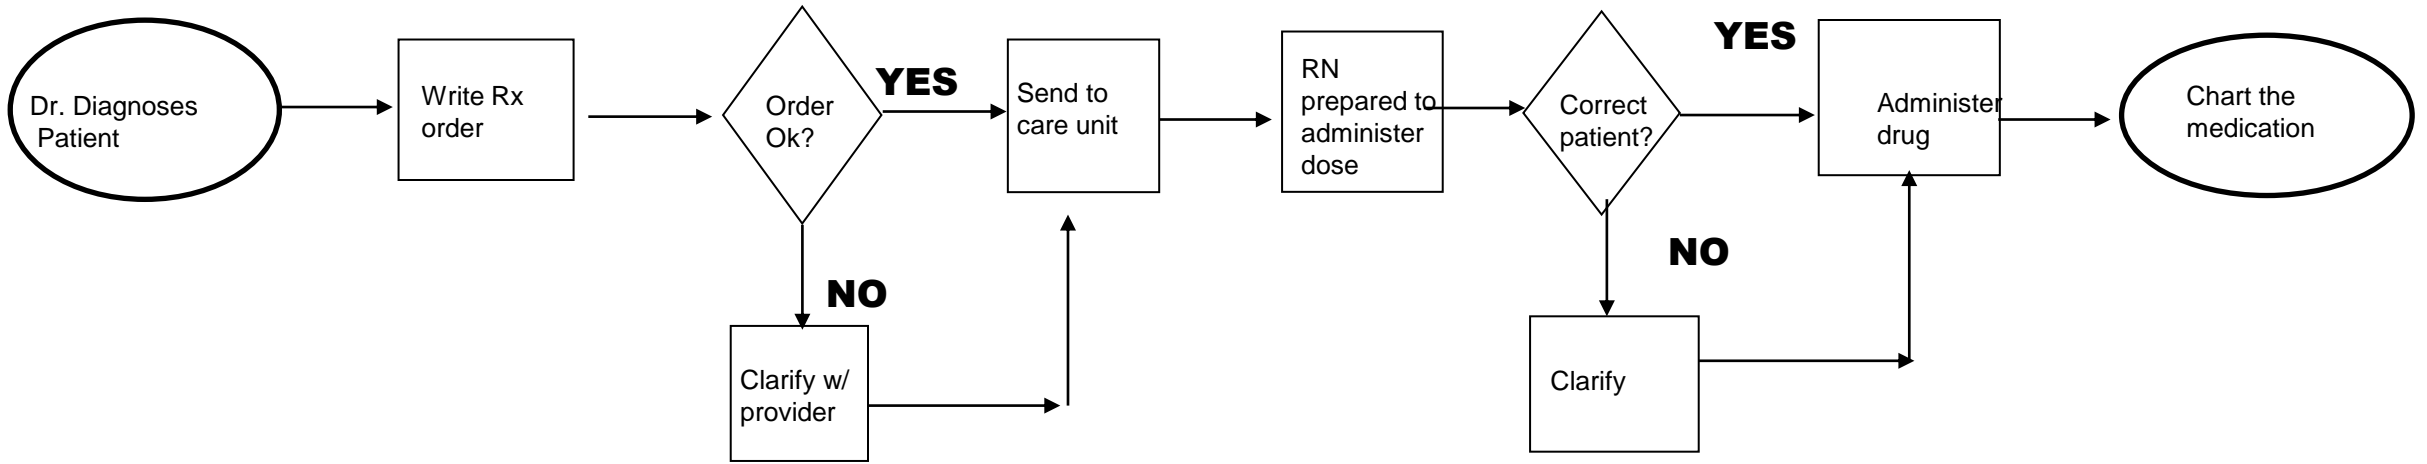 Dr. Diagnoses
Patient
Write Rx
order
Order
Ok?
YES
NO
Clarify w/
provider
Send to
care unit
RN
prepared to
administer
dose
Correct
patient?
YES
NO
Clarify
Administer
drug
Chart the
medication